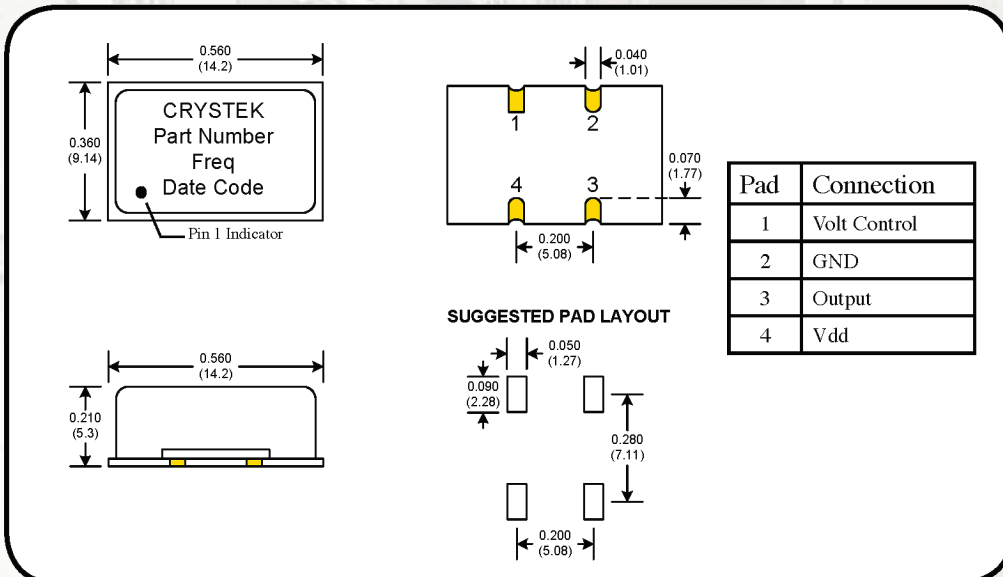 0.560
(14.2)
0.360
(9.14)
CRYSTEK
Part Number
Freq
Date Code
Pin 1 Indicator
0.040
(1.01)
1
2
4
3
0.070
(1.77)
0.200
(5.08)
Pad Connection
1 Volt Control
2 GND
3 Output
4 Vdd
0.560
(14.2)
0.210
(5.3)
SUGGESTED PAD LAYOUT
0.050
(1.27)
0.090
(2.28)
0.280
(7.11)
0.200
(5.08)